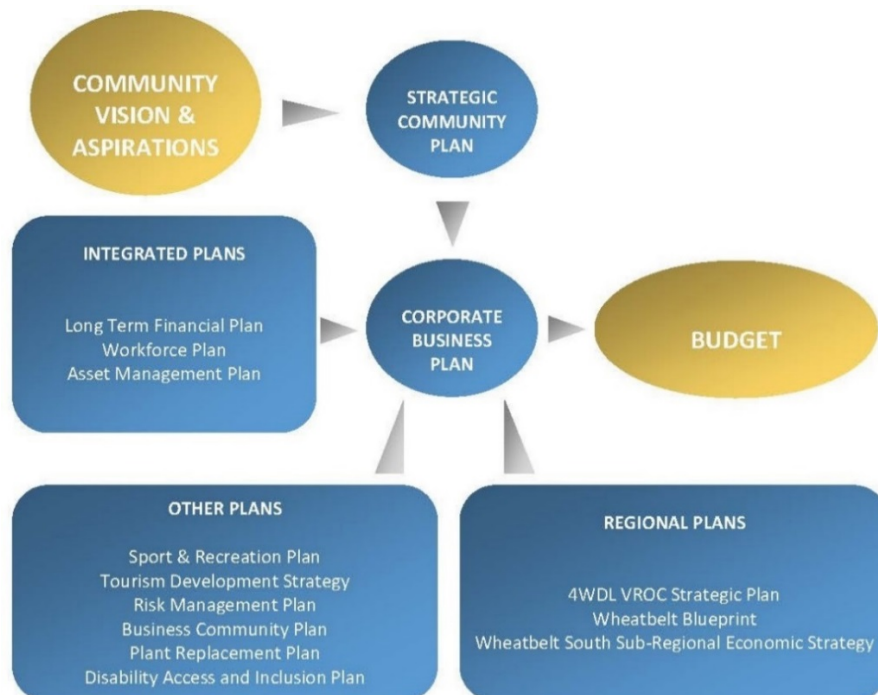 COMMUNITY
VISION &
ASPIRATIONS
STRATEGIC
COMMUNITY
PLAN
INTEGRATED PLANS
Long Term Financial Plan
Workforce Plan
Asset Management Plan
CORPORATE
BUSINESS
PLAN
BUDGET
OTHER PLANS
Sport & Recreation Plan
Tourism Development Strategy
Risk Management Plan
Business Community Plan
Plant Replacement Plan
Disability Access and Inclusion Plan
REGIONAL PLANS
4WDL VROC Strategic Plan
Wheatbelt Blueprint
Wheatbelt South Sub-Regional Economic Strategy